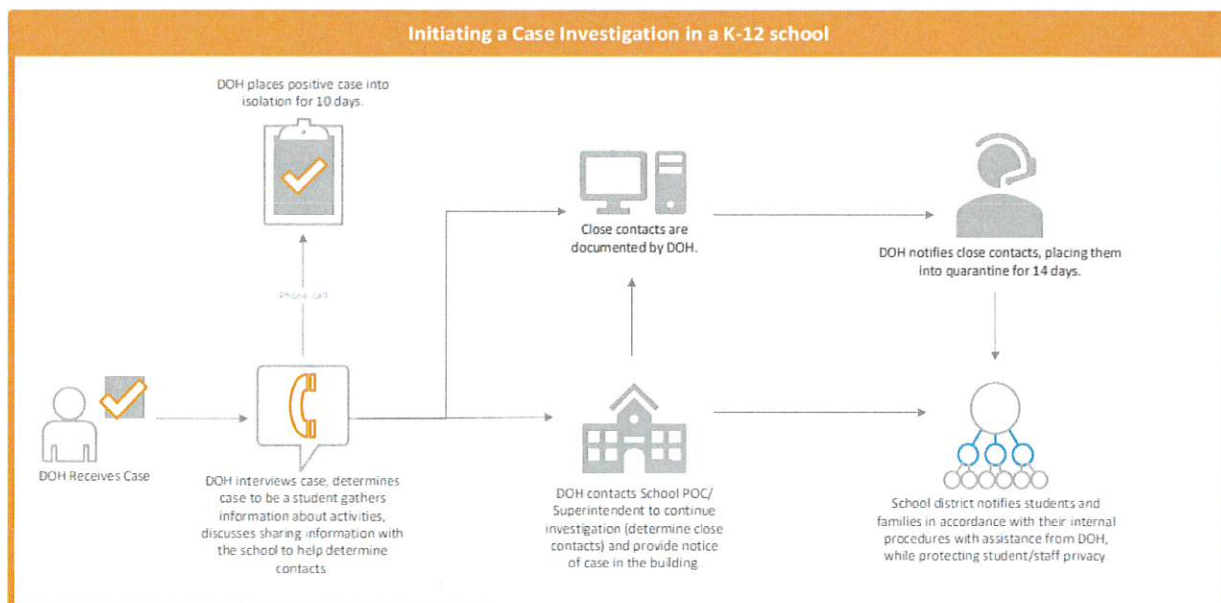 Initiating a Case Investigation in a K-12 school
DOH places positive case into
isolation for 10 days.
Phone call
Close contacts are
documented by DOH.
DOH notifies close contacts, placing them
into quarantine for 14 days.
DOH Receives Case
DOH interviews case, determines
case to be a student gathers
information about activities,
discusses sharing information with
the school to help determine
contacts
DOH contacts School POC/
Superintendent to continue
investigation (determine close
contacts) and provide notice
of case in the building.
School district notifies students and
families in accordance with their internal
procedures with assistance from DOH,
while protecting student/staff privacy.